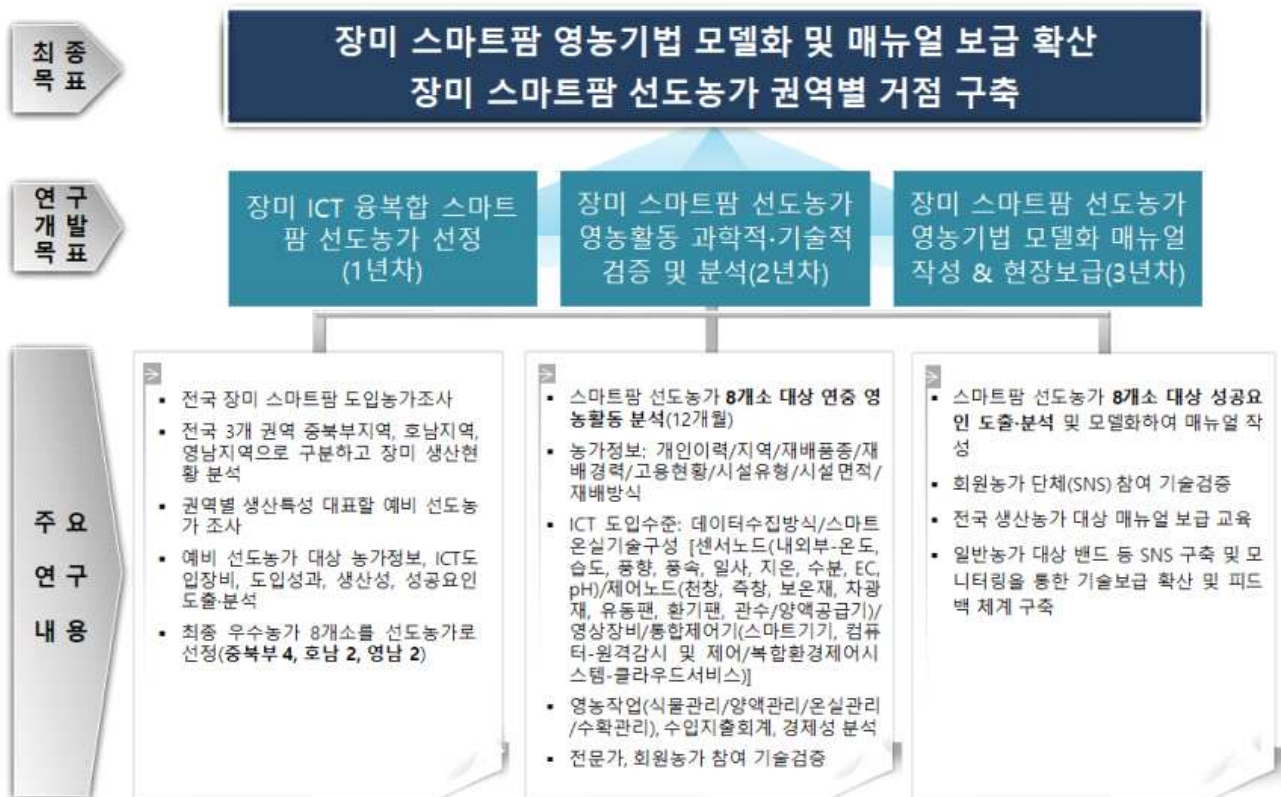 최 종
목 표
장미 스마트팜 영농기법 모델화 및 매뉴얼 보급 확산
장미 스마트팜 선도농가 권역별 거점 구축
연 구
개 발
목 표
장미 ICT 융복합 스마트
팜 선도농가 선정
(1년차)
장미 스마트팜 선도농가
영농활동 과학적·기술적
검증 및 분석(2년차)
장미 스마트팜 선도농가
영농기법 모델화 매뉴얼
작성 & 현장보급(3년차)
주 요
연 구
내 용
▪ 전국 장미 스마트팜 도입농가조사
▪ 전국 3개 권역 중북부지역, 호남지역,
영남지역으로 구분하고 장미 생산현
황 분석
▪ 권역별 생산특성 대표할 예비 선도농
가 조사
▪ 예비 선도농가 대상 농가정보, ICT도
입장비, 도입성과, 생산성, 성공요인
도출·분석
▪ 최종 우수농가 8개소를 선도농가로
선정(중북부 4, 호남 2, 영남 2)
▪ 스마트팜 선도농가 8개소 대상 연중 영
농활동 분석(12개월)
▪ 농가정보: 개인이력/지역/재배품종/재
배경력/고용현황/시설유형/시설면적/
재배방식
▪ ICT 도입수준: 데이터수집방식/스마트
온실기술구성 [센서노드(내외부-온도,
습도, 풍향, 풍속, 일사, 지온, 수분, EC,
pH)/제어노드(천창, 측창, 보온재, 차광
재, 유동팬, 환기팬, 관수/양액공급기)/
영상장비/통합제어기(스마트기기, 컴퓨
터-원격감시 및 제어/복합환경제어시
스템-클라우드서비스)]
▪ 영농작업(식물관리/양액관리/온실관리
/수확관리), 수입지출회계, 경제성 분석
▪ 전문가, 회원농가 참여 기술검증
▪ 스마트팜 선도농가 8개소 대상 성공요
인 도출·분석 및 모델화하여 매뉴얼 작
성
▪ 회원농가 단체(SNS) 참여 기술검증
▪ 전국 생산농가 대상 매뉴얼 보급 교육
▪ 일반농가 대상 밴드 등 SNS 구축 및 모
니터링을 통한 기술보급 확산 및 피드
백 체계 구축